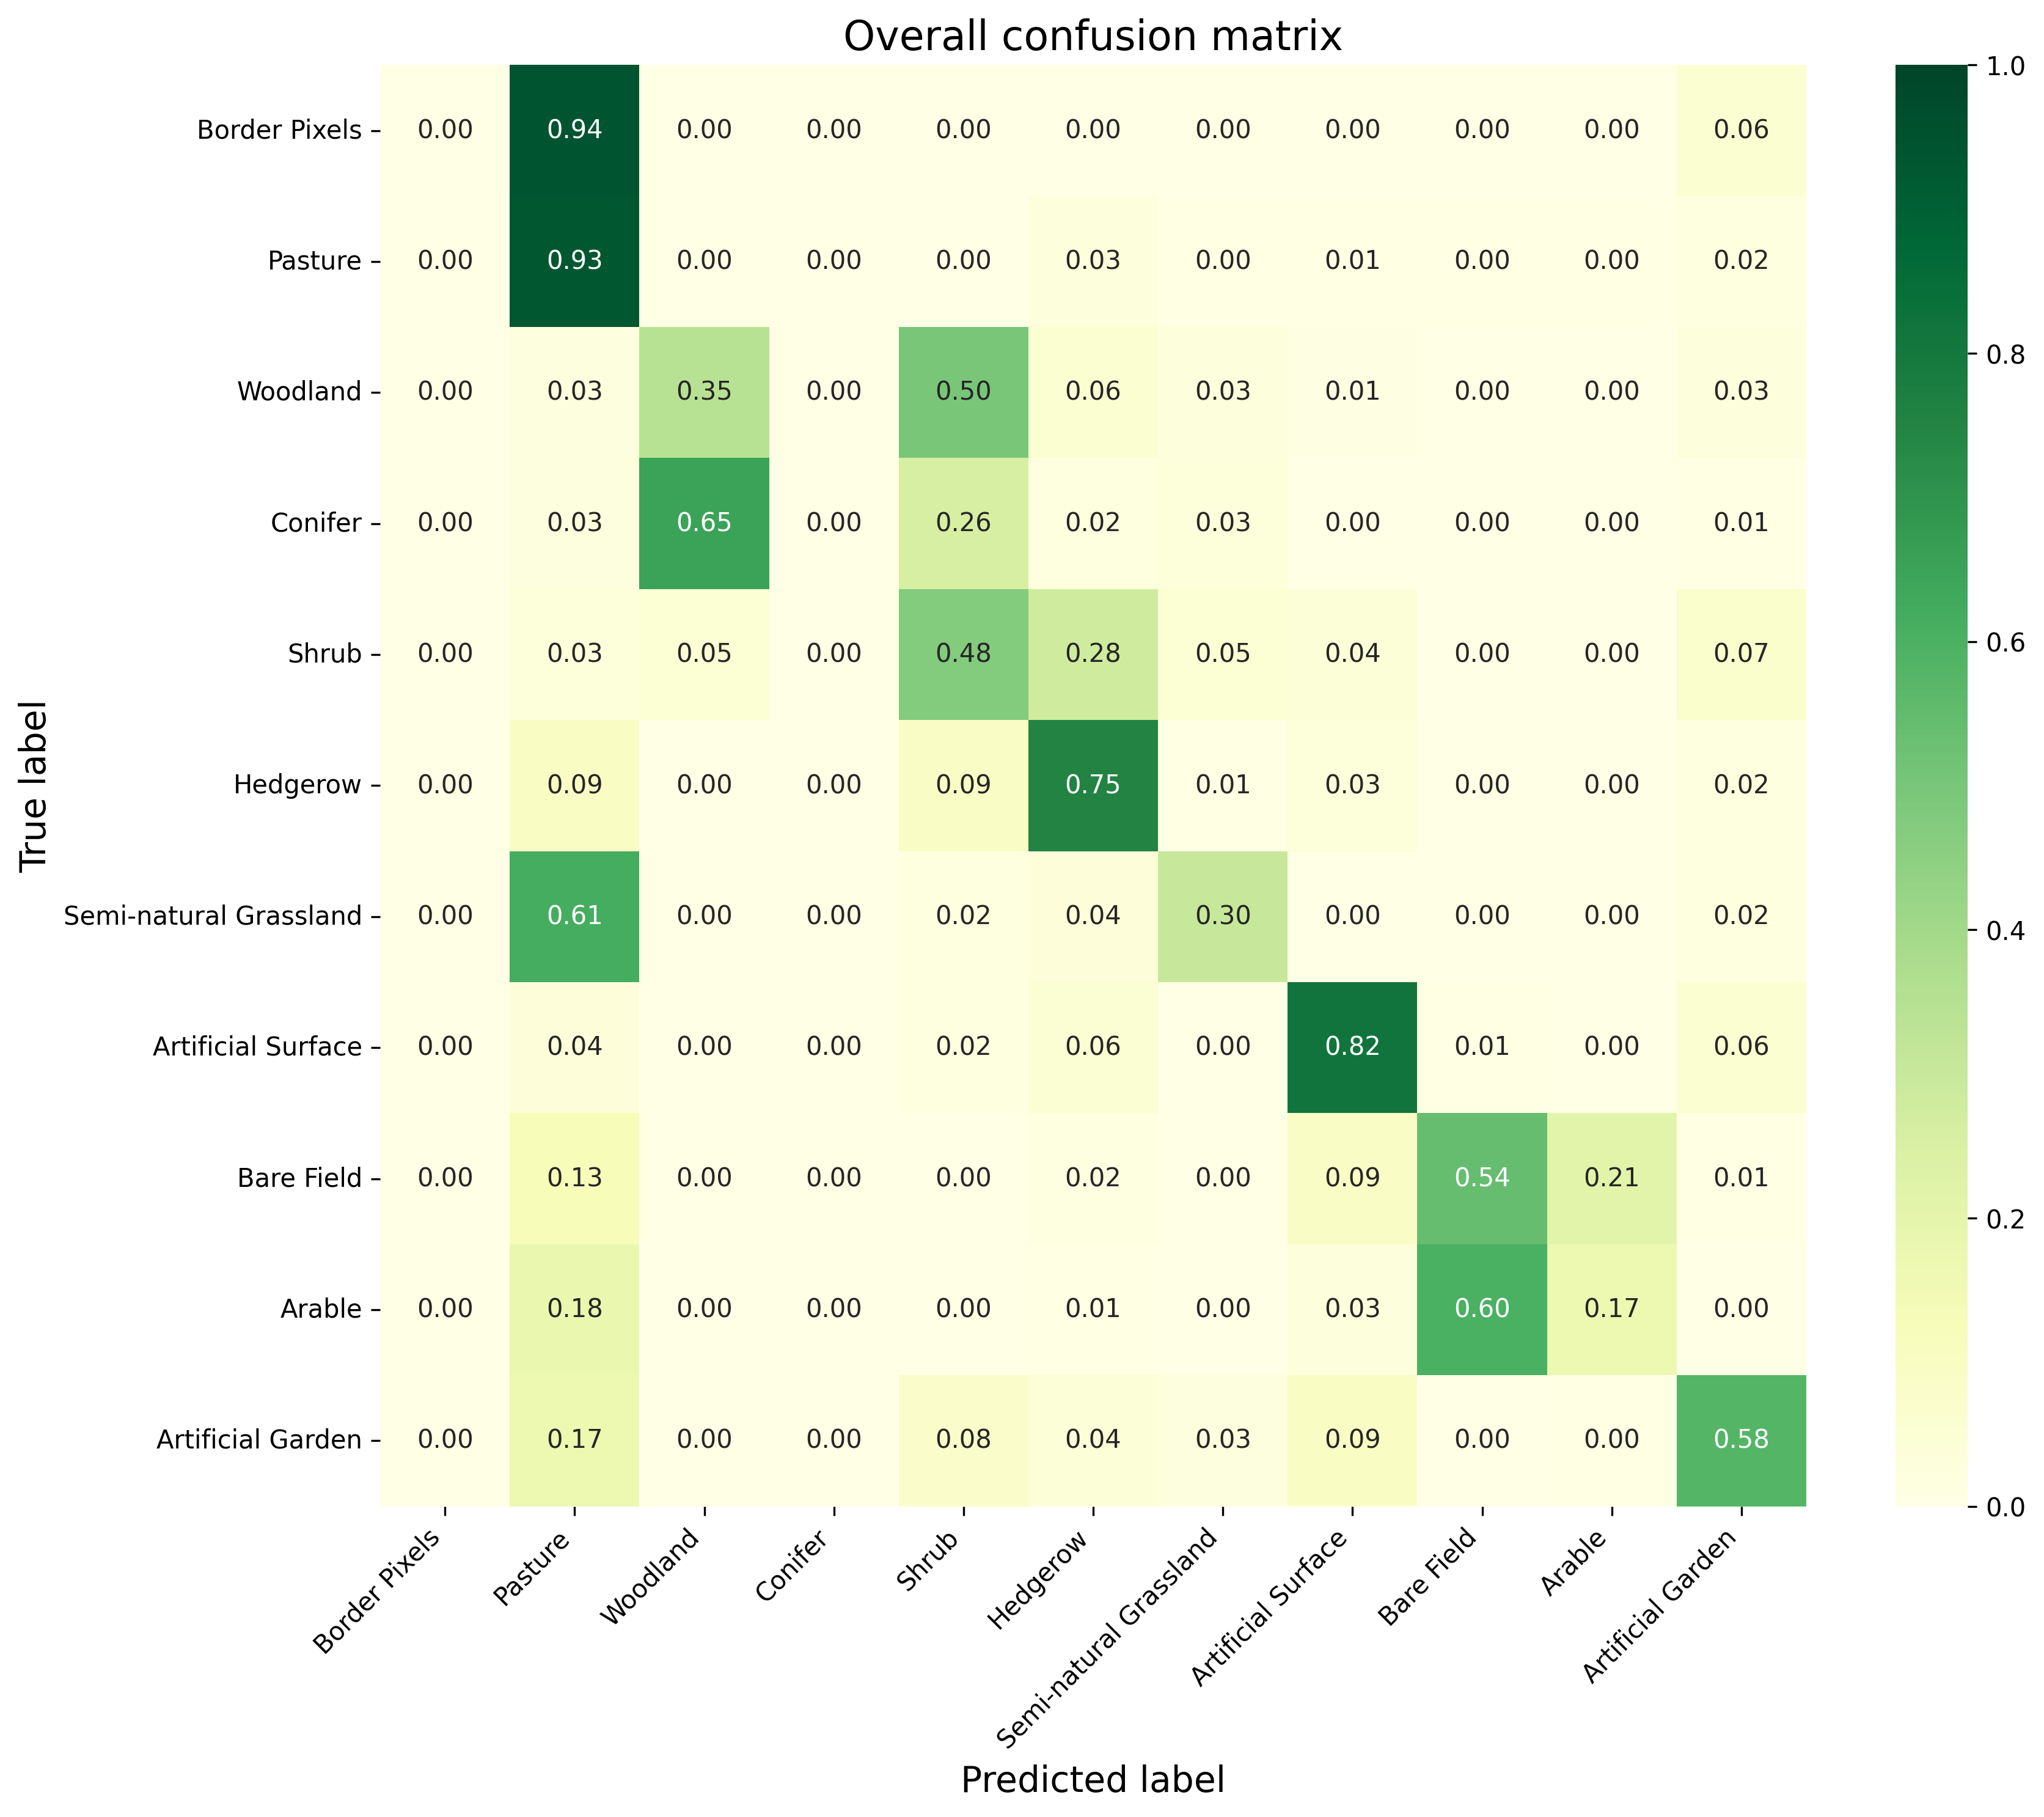 Overall confusion matrix
True label
Border Pixels 0.00 0.94 0.00 0.00 0.00 0.00 0.00 0.00 0.00 0.00 0.06
Pasture 0.00 0.93 0.00 0.00 0.00 0.03 0.00 0.01 0.00 0.00 0.02
Woodland 0.00 0.03 0.35 0.00 0.50 0.06 0.03 0.01 0.00 0.00 0.03
Conifer 0.00 0.03 0.65 0.00 0.26 0.02 0.03 0.00 0.00 0.00 0.01
Shrub 0.00 0.03 0.05 0.00 0.48 0.28 0.05 0.04 0.00 0.00 0.07
Hedgerow 0.00 0.09 0.00 0.00 0.09 0.75 0.01 0.03 0.00 0.00 0.02
Semi-natural Grassland 0.00 0.61 0.00 0.00 0.02 0.04 0.30 0.00 0.00 0.00 0.02
Artificial Surface 0.00 0.04 0.00 0.00 0.02 0.06 0.00 0.82 0.01 0.00 0.06
Bare Field 0.00 0.13 0.00 0.00 0.00 0.02 0.00 0.09 0.54 0.21 0.01
Arable 0.00 0.18 0.00 0.00 0.00 0.01 0.00 0.03 0.60 0.17 0.00
Artificial Garden 0.00 0.17 0.00 0.00 0.08 0.04 0.03 0.09 0.00 0.00 0.58
Border Pixels
Pasture
Woodland
Conifer
Shrub
Hedgerow
Semi-natural Grassland
Artificial Surface
Bare Field
Arable
Artificial Garden
Predicted label
1.0
0.8
0.6
0.4
0.2
0.0